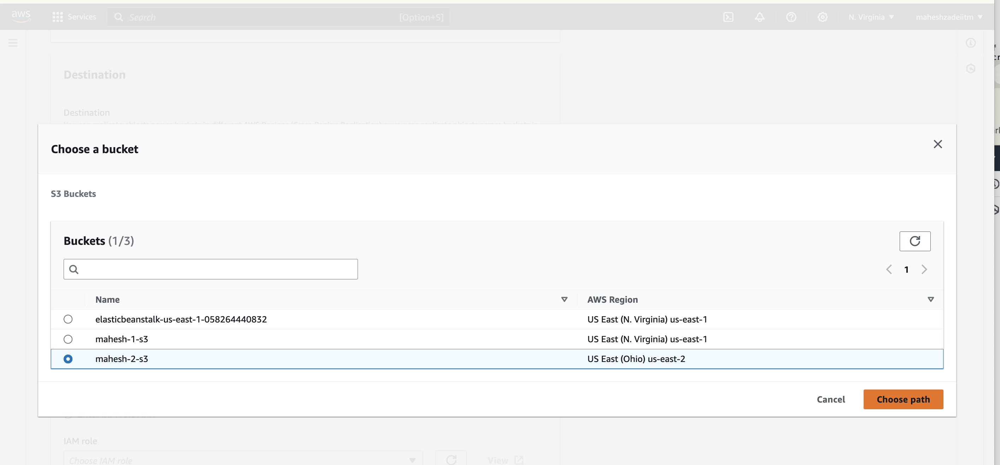 aws
Services
Search
[Option+S]
N. Virginia
maheshzadeiitm
Destination
Destination
Choose a bucket
S3 Buckets
Buckets (1/3)
1
Name
AWS Region
elasticbeanstalk-us-east-1-058264440832
US East (N. Virginia) us-east-1
mahesh-1-s3
US East (N. Virginia) us-east-1
mahesh-2-s3
US East (Ohio) us-east-2
Cancel
Choose path
IAM role
Choose IAM role
View